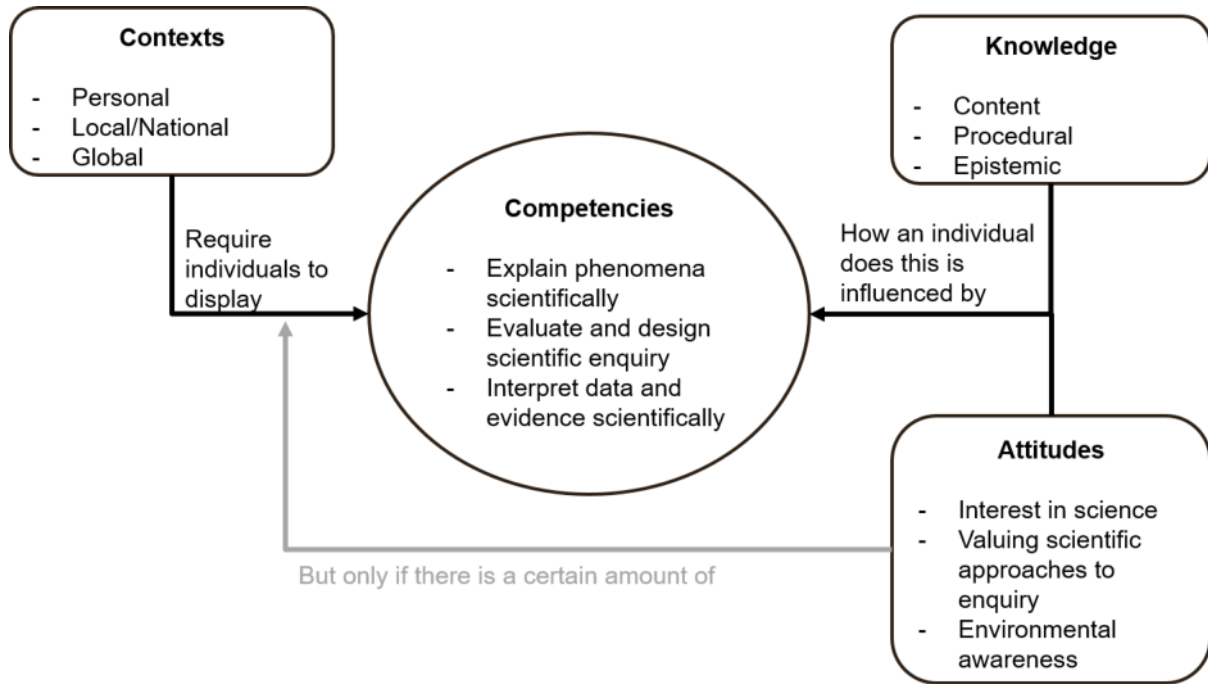 Contexts
- Personal
- Local/National
- Global
Require
individuals to
display
Competencies
- Explain phenomena
scientifically
- Evaluate and design
scientific enquiry
- Interpret data and
evidence scientifically
Knowledge
- Content
- Procedural
- Epistemic
How an individual
does this is
influenced by
Attitudes
- Interest in science
- Valuing scientific
approaches to
enquiry
- Environmental
awareness
But only if there is a certain amount of